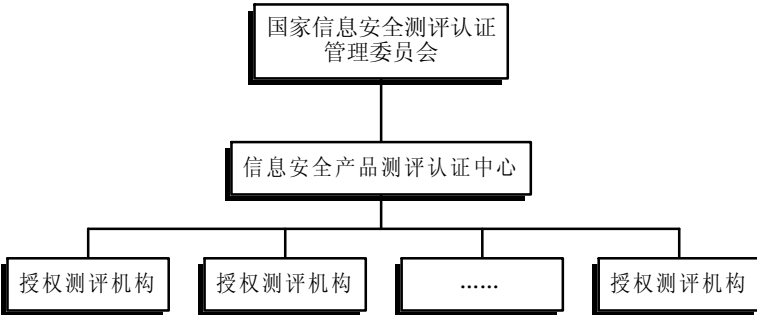 国家信息安全测评认证
管理委员会
信息安全产品测评认证中心
授权测评机构
授权测评机构
……
授权测评机构